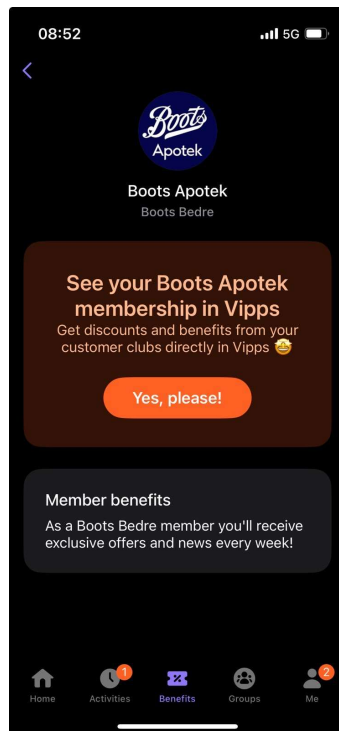 08:52
5G
Boots
Apotek
Boots Apotek
Boots Bedre
See your Boots Apotek
membership in Vipps
Get discounts and benefits from your
customer clubs directly in Vipps 🤩
Yes, please!
Member benefits
As a Boots Bedre member you'll receive
exclusive offers and news every week!
1
2
Home Activities Benefits Groups Me